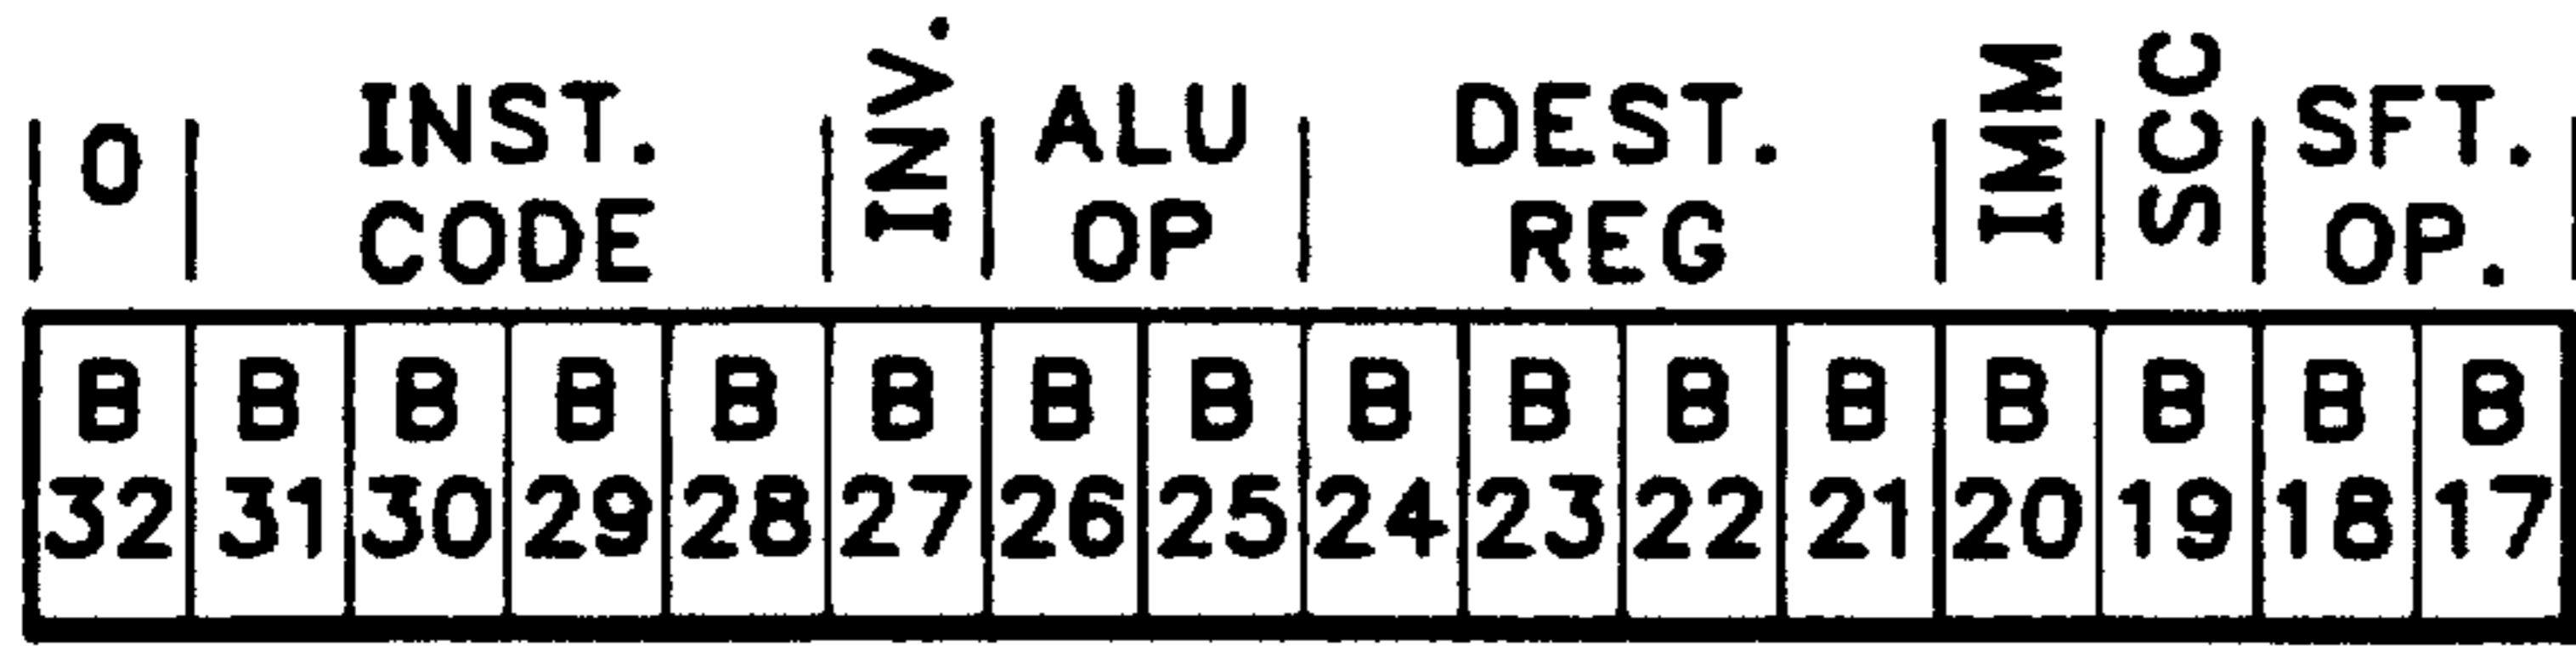 0 INST. INV. ALU DEST. IMM SCC SFT.
CODE OP REG OP.
B B B B B B B B B B B B B B B B
32 31 30 29 28 27 26 25 24 23 22 21 20 19 18 17